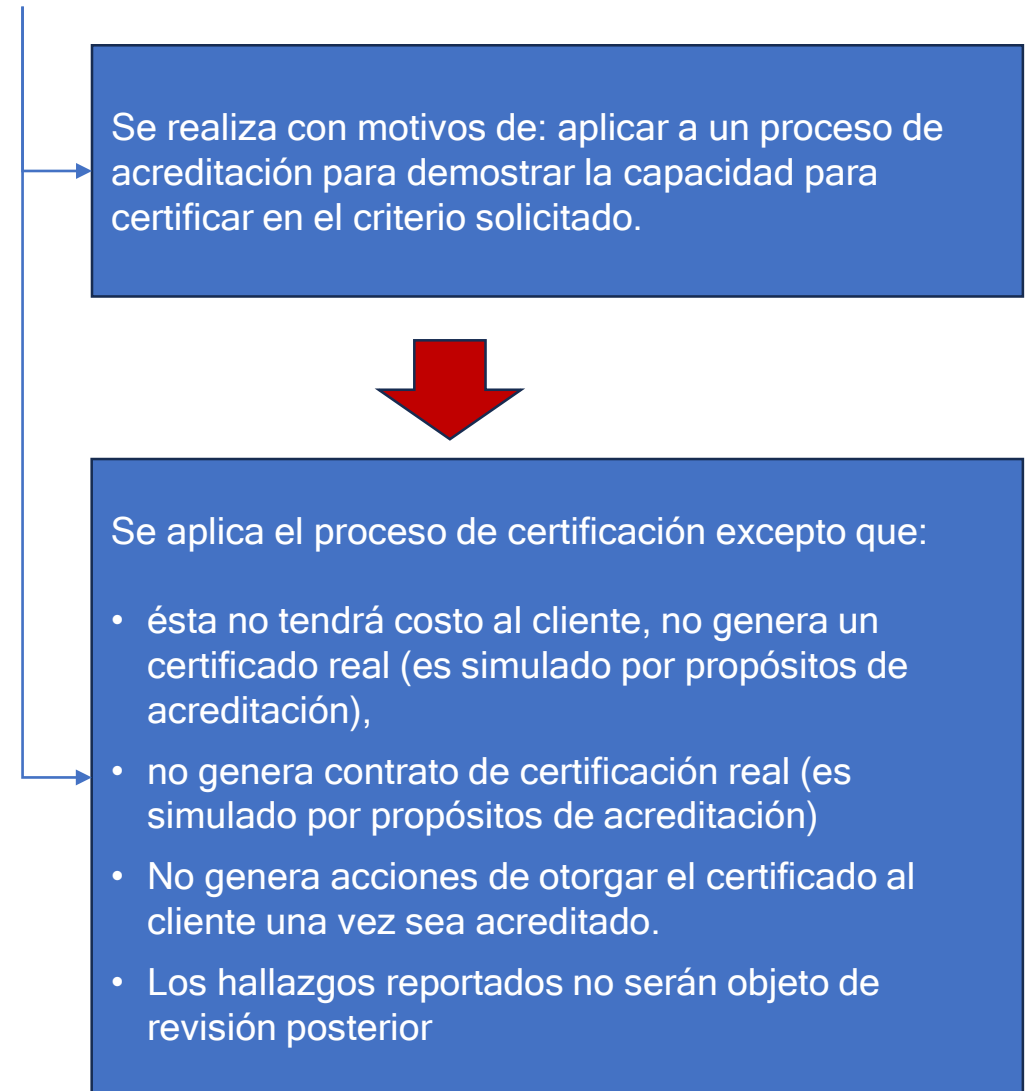 Se realiza con motivos de: aplicar a un proceso de
acreditación para demostrar la capacidad para
certificar en el criterio solicitado.
Se aplica el proceso de certificación excepto que:
• ésta no tendrá costo al cliente, no genera un
certificado real (es simulado por propósitos de
acreditación),
• no genera contrato de certificación real (es
simulado por propósitos de acreditación)
• No genera acciones de otorgar el certificado al
cliente una vez sea acreditado.
• Los hallazgos reportados no serán objeto de
revisión posterior